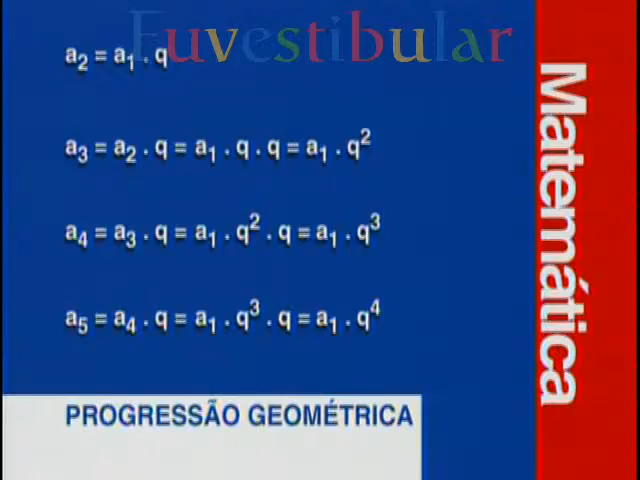 Euvestibular
a₂ = a₁ . q
a₃ = a₂ . q = a₁ . q . q = a₁ . q²
a₄ = a₃ . q = a₁ . q² . q = a₁ . q³
a₅ = a₄ . q = a₁ . q³ . q = a₁ . q⁴
PROGRESSÃO GEOMÉTRICA
Matemática